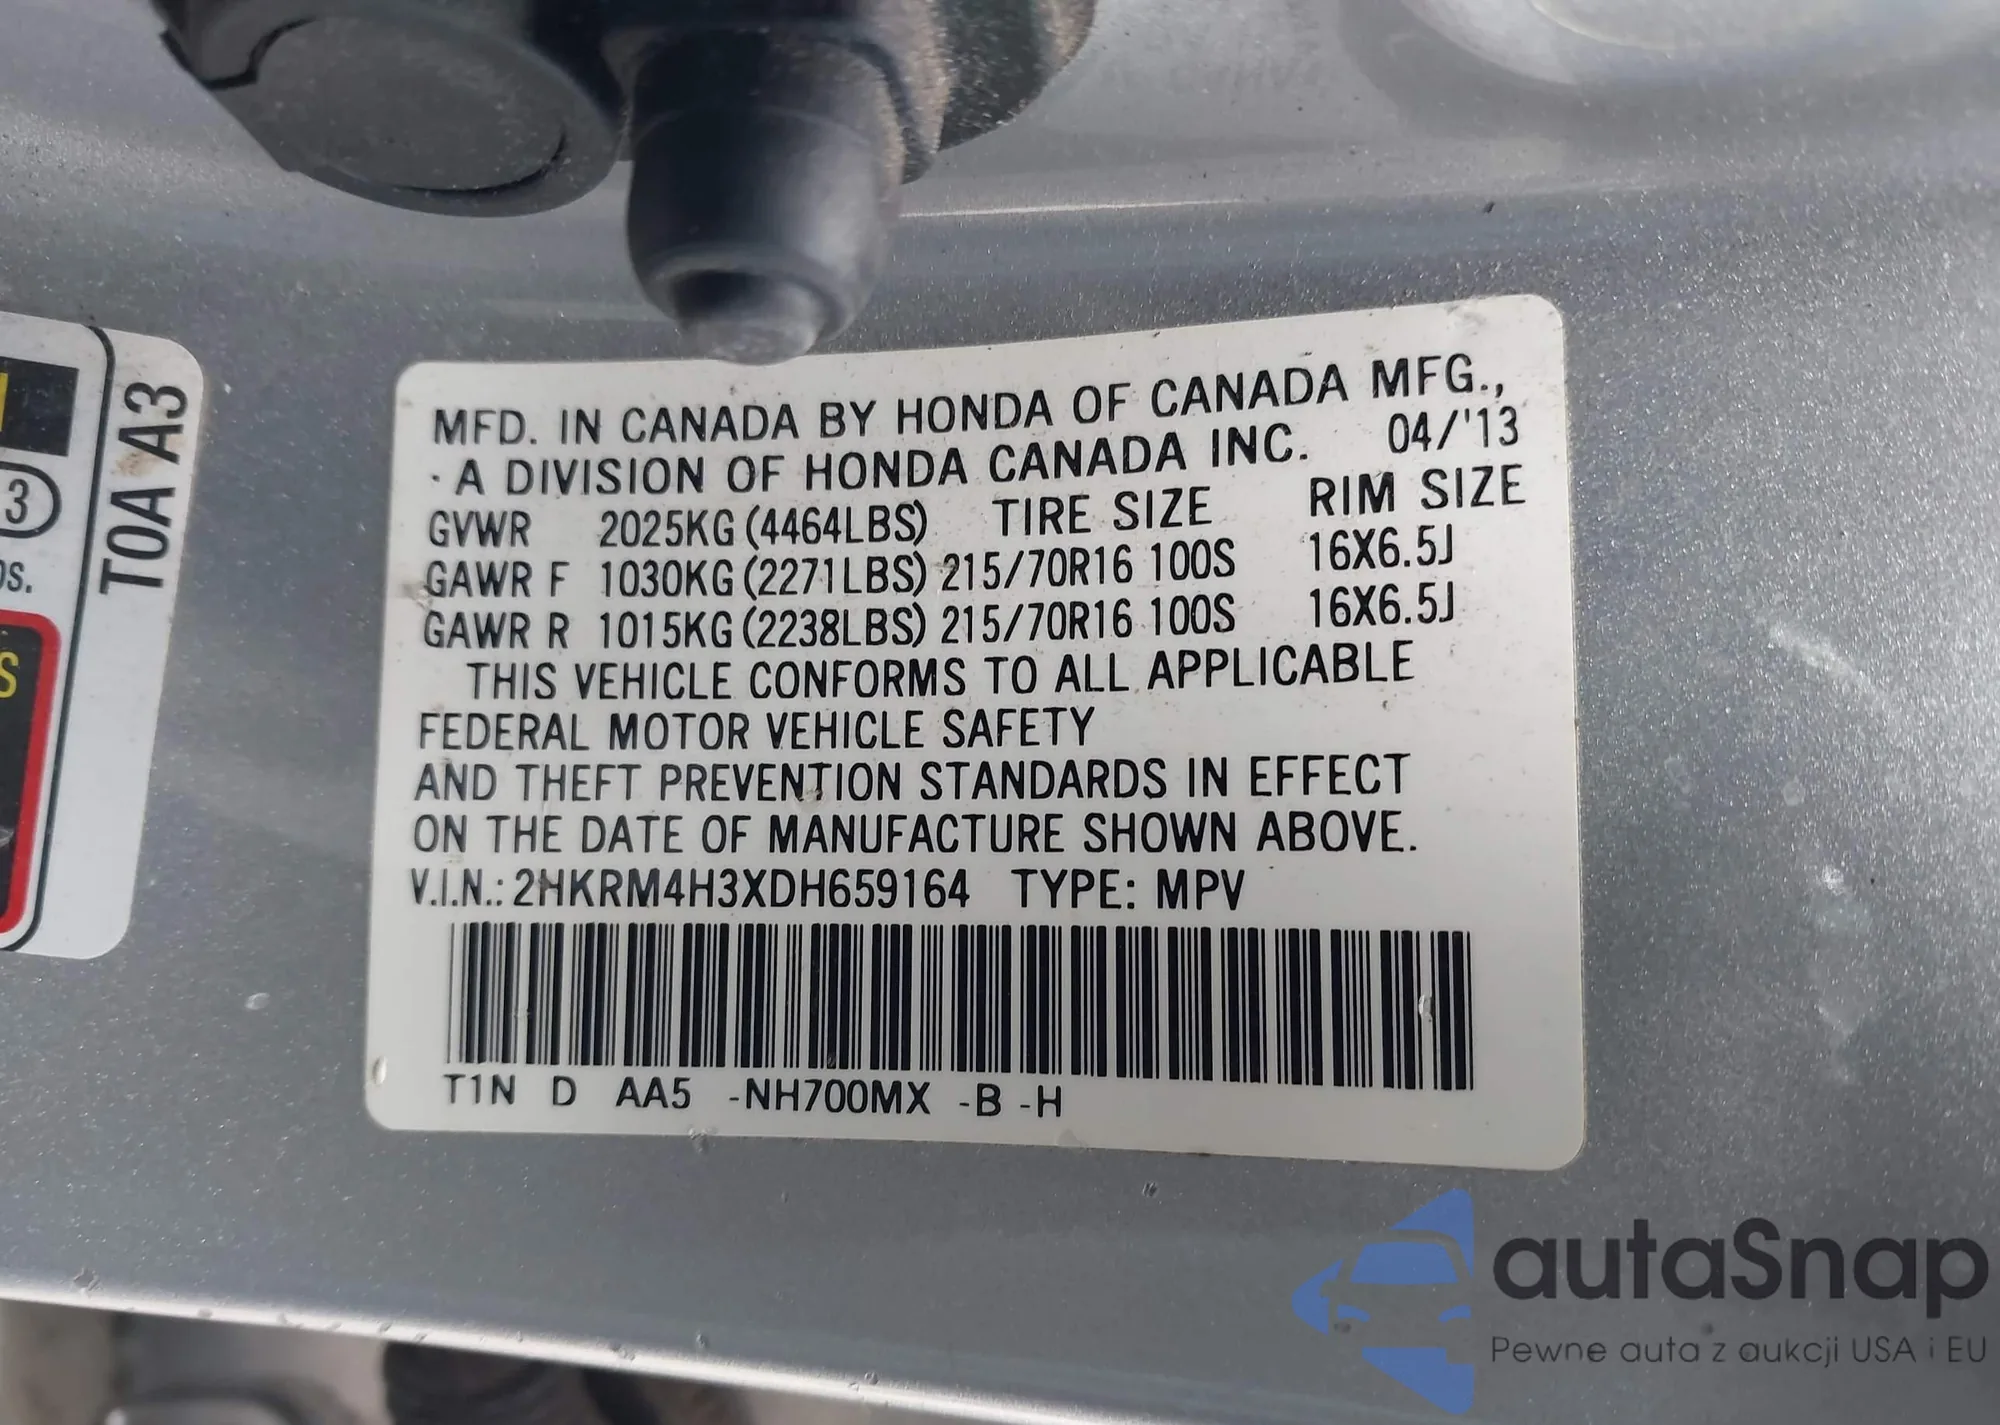 MFD. IN CANADA BY HONDA OF CANADA MFG.,
A DIVISION OF HONDA CANADA INC. 04/'13
GVWR 2025KG (4464LBS) TIRE SIZE RIM SIZE
GAWR F 1030KG (2271LBS) 215/70R16 100S 16X6.5J
GAWR R 1015KG (2238LBS) 215/70R16 100S 16X6.5J
THIS VEHICLE CONFORMS TO ALL APPLICABLE
FEDERAL MOTOR VEHICLE SAFETY
AND THEFT PREVENTION STANDARDS IN EFFECT
ON THE DATE OF MANUFACTURE SHOWN ABOVE.
V.I.N.: 2HKRM4H3XDH659164 TYPE: MPV
T1N D AA5 -NH700MX -B -H
T0A A3
3
S
autaSnap
Pewne auta z aukcji USA i EU